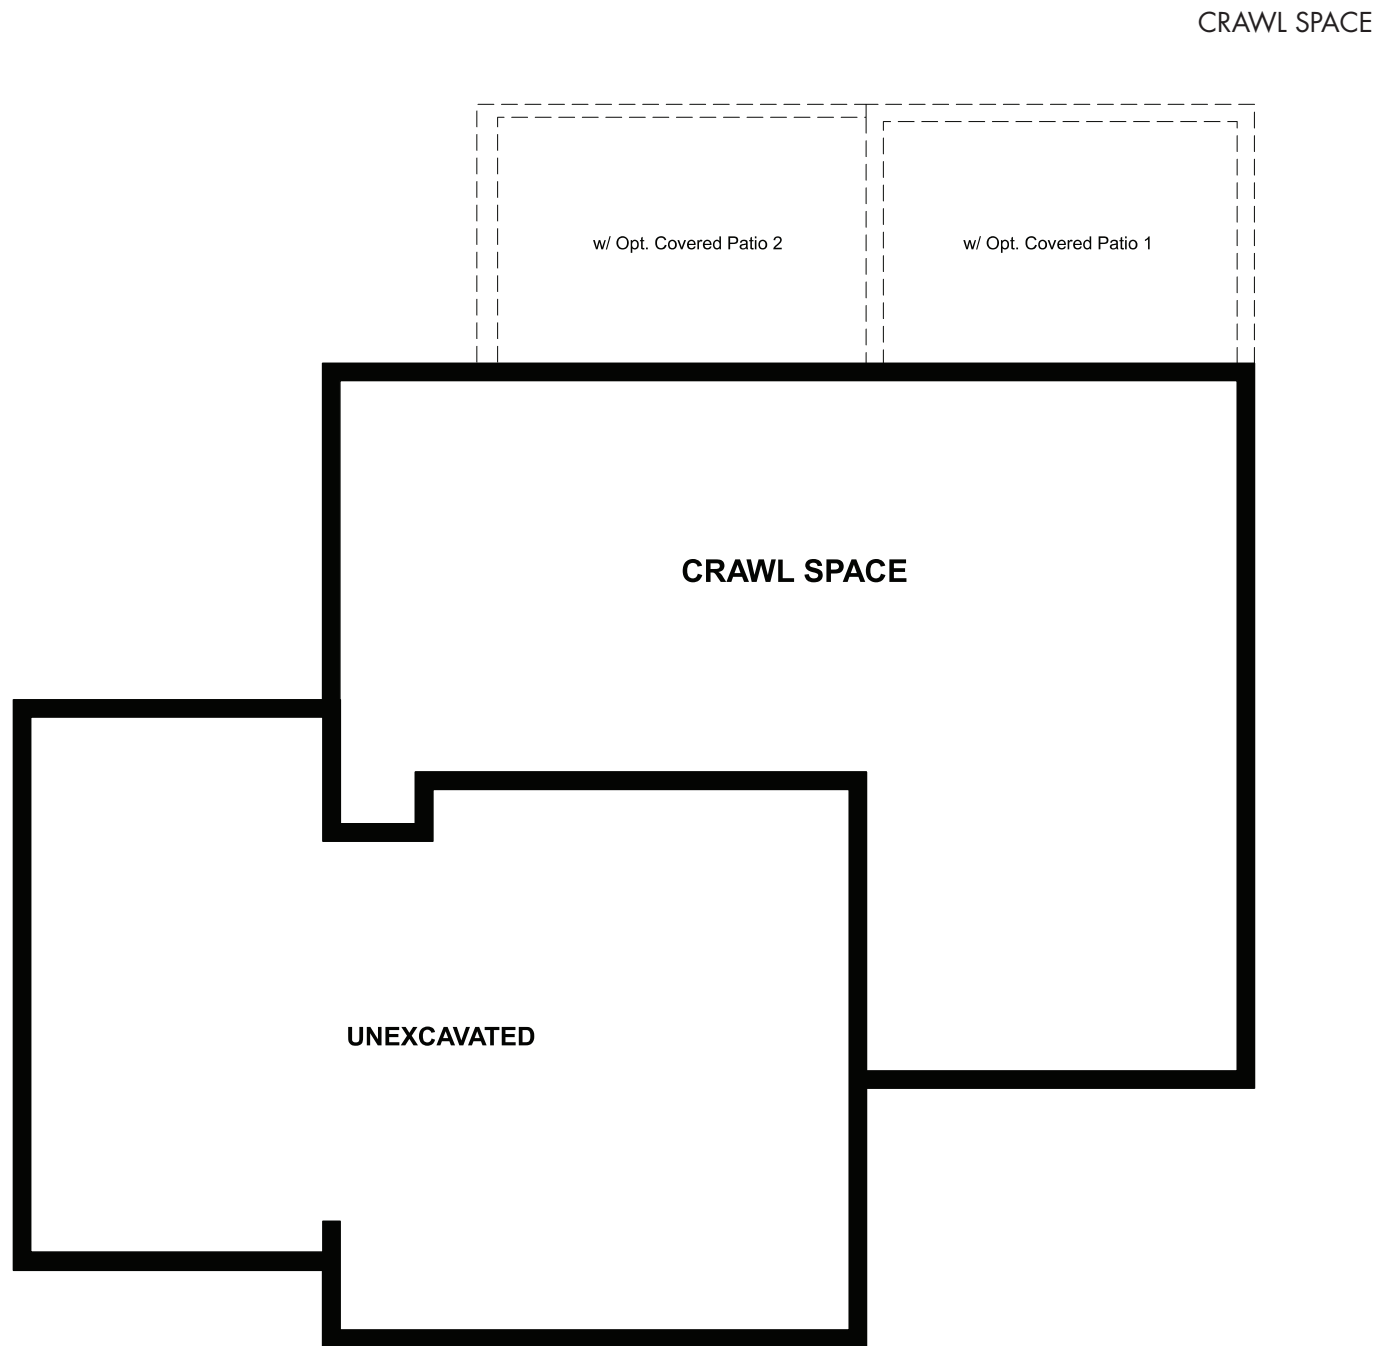 CRAWL SPACE
w/ Opt. Covered Patio 2
w/ Opt. Covered Patio 1
CRAWL SPACE
UNEXCAVATED